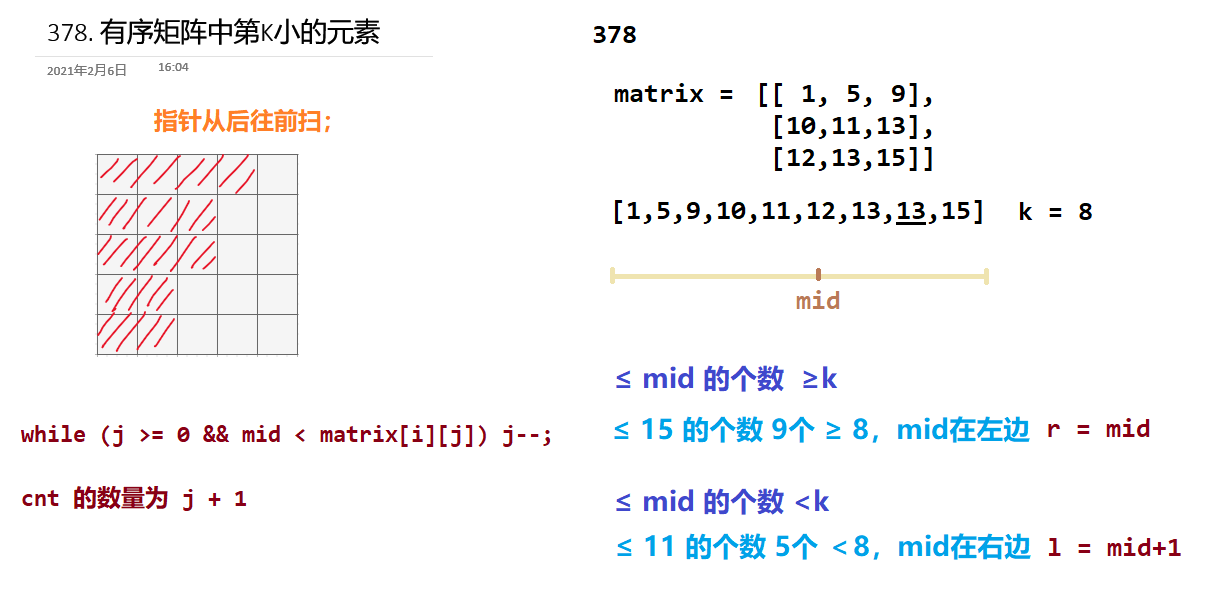 378. 有序矩阵中第K小的元素
2021年2月6日 16:04
指针从后往前扫；
while (j >= 0 && mid < matrix[i][j]) j--;
cnt 的数量为 j + 1
378
matrix = [[ 1, 5, 9],
[10,11,13],
[12,13,15]]
[1,5,9,10,11,12,13,13,15] k = 8
mid
≤ mid 的个数 ≥k
≤ 15 的个数 9个 ≥ 8，mid在左边 r = mid
≤ mid 的个数 <k
≤ 11 的个数 5个 ＜8，mid在右边 l = mid+1